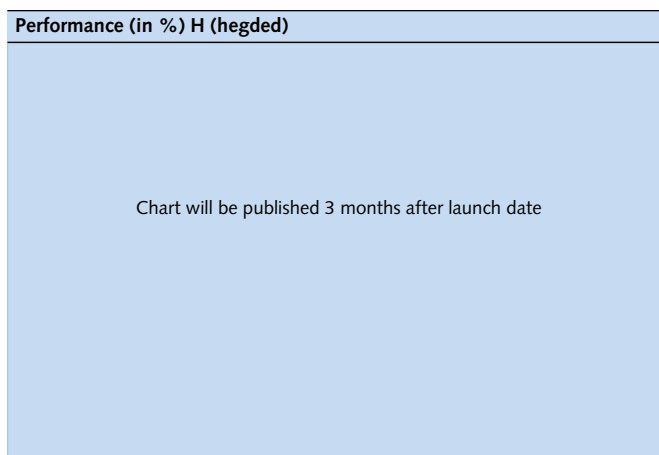 Performance (in %) H (hegded)
Chart will be published 3 months after launch date